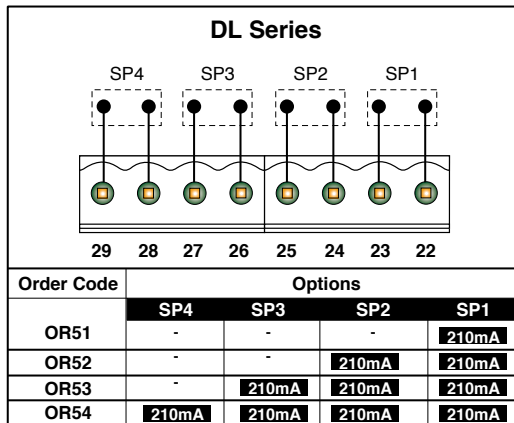 DL Series
SP4 SP3 SP2 SP1
29 28 27 26 25 24 23 22
Order Code Options
SP4 SP3 SP2 SP1
OR51 - - - 210mA
OR52 - - 210mA 210mA
OR53 - 210mA 210mA 210mA
OR54 210mA 210mA 210mA 210mA